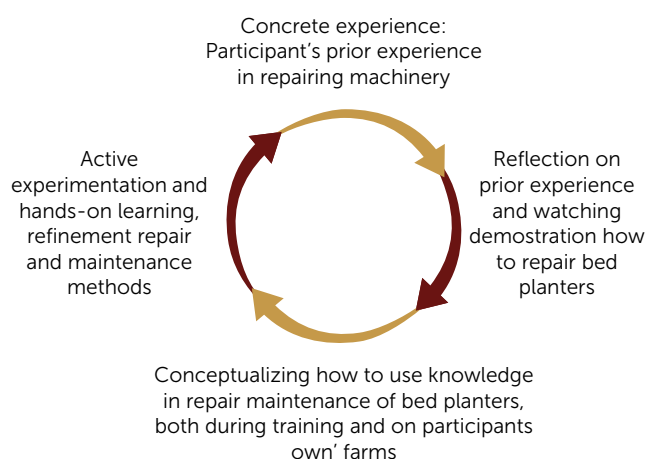 Concrete experience:
Participant’s prior experience
in repairing machinery
Reflection on
prior experience
and watching
demostration how
to repair bed
planters
Conceptualizing how to use knowledge
in repair maintenance of bed planters,
both during training and on participants
own’ farms
Active
experimentation and
hands-on learning,
refinement repair
and maintenance
methods